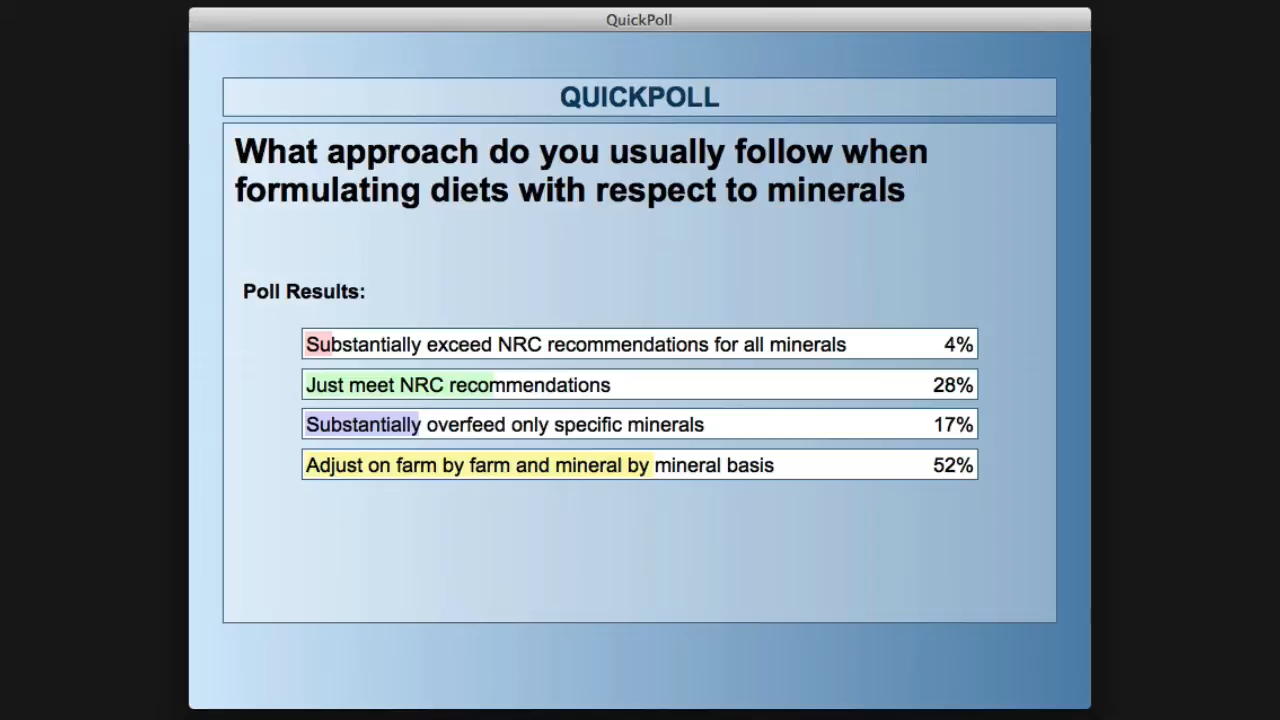 QuickPoll
QUICKPOLL
What approach do you usually follow when
formulating diets with respect to minerals
Poll Results:
Substantially exceed NRC recommendations for all minerals 4%
Just meet NRC recommendations 28%
Substantially overfeed only specific minerals 17%
Adjust on farm by farm and mineral by mineral basis 52%